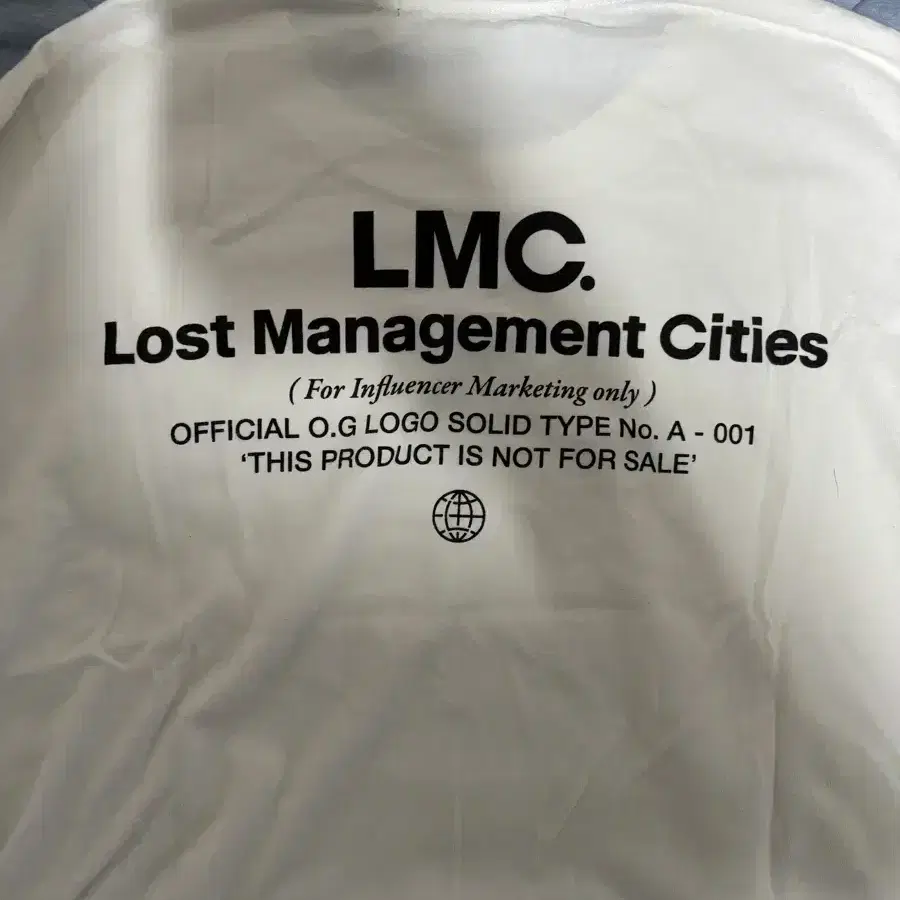 LMC.
Lost Management Cities
( For Influencer Marketing only )
OFFICIAL O.G LOGO SOLID TYPE No. A - 001
‘THIS PRODUCT IS NOT FOR SALE’